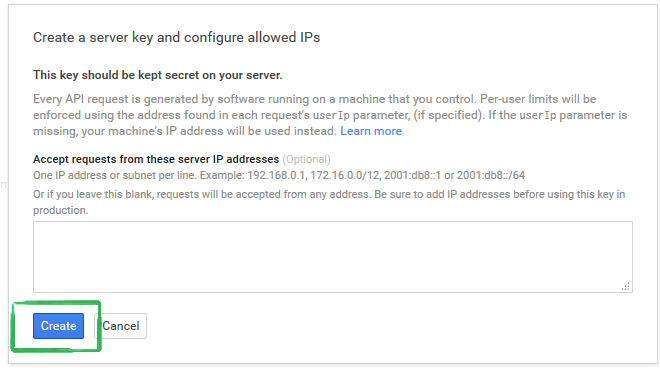 Create a server key and configure allowed IPs
This key should be kept secret on your server.
Every API request is generated by software running on a machine that you control. Per-user limits will be
enforced using the address found in each request's userIp parameter, (if specified). If the userIp parameter is
missing, your machine's IP address will be used instead. Learn more
Accept requests from these server IP addresses (Optional)
One IP address or subnet per line. Example: 192.168.0.1, 172.16.0.0/12, 2001:db8::1 or 2001:db8::/64
Or if you leave this blank, requests will be accepted from any address. Be sure to add IP addresses before using this key in
production.
Create Cancel